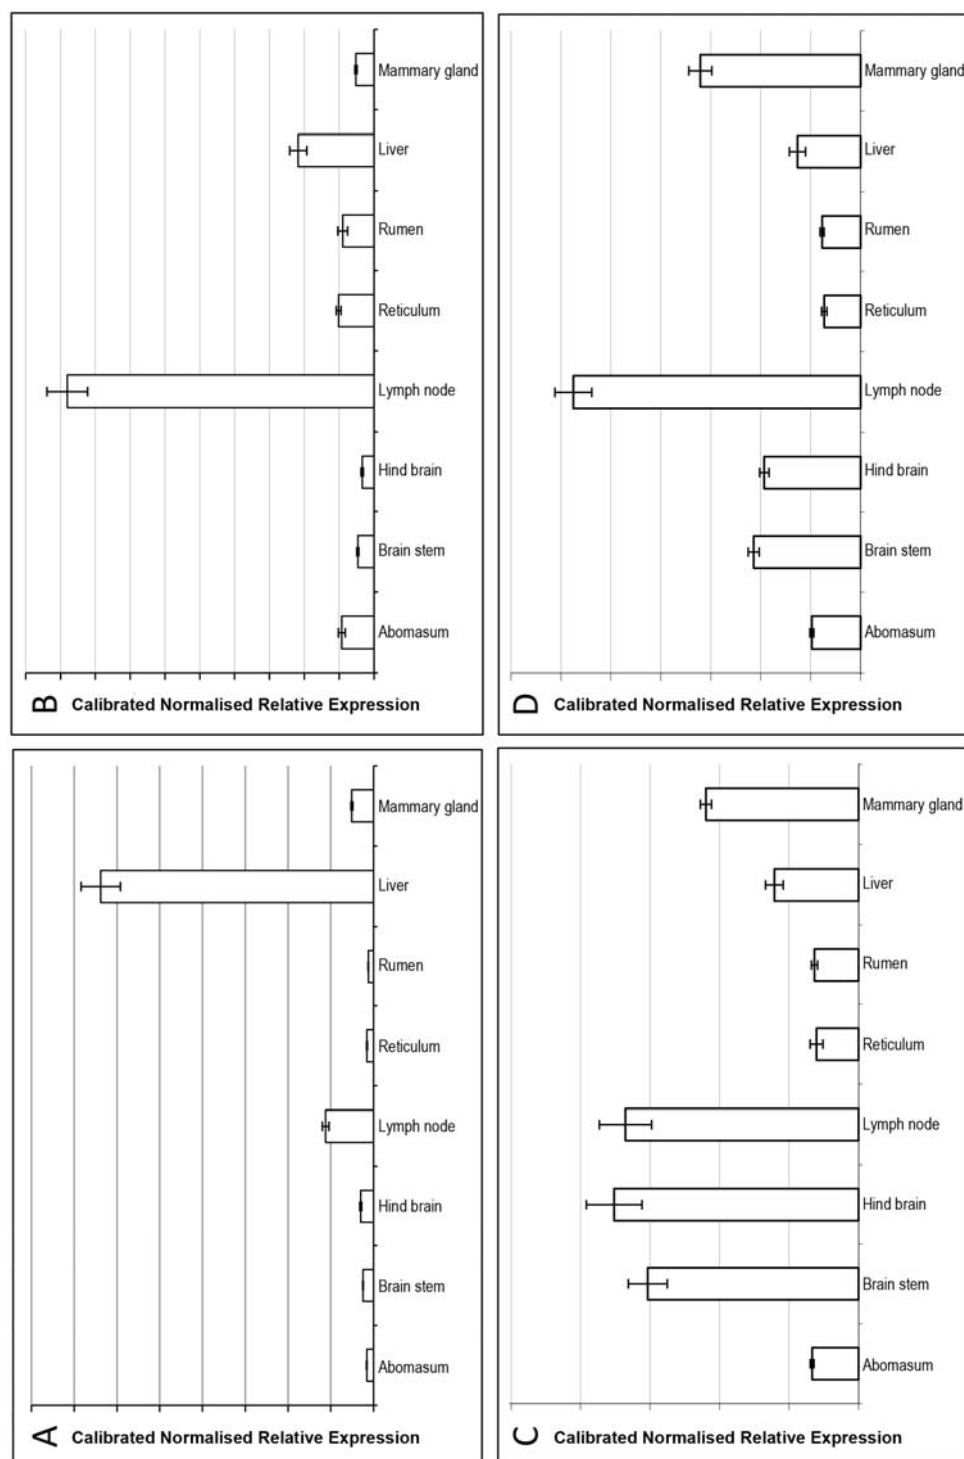 B
Calibrated Normalised Relative Expression
Mammary gland
Liver
Rumen
Reticulum
Lymph node
Hind brain
Brain stem
Abomasum
D
Calibrated Normalised Relative Expression
Mammary gland
Liver
Rumen
Reticulum
Lymph node
Hind brain
Brain stem
Abomasum
A
Calibrated Normalised Relative Expression
Mammary gland
Liver
Rumen
Reticulum
Lymph node
Hind brain
Brain stem
Abomasum
C
Calibrated Normalised Relative Expression
Mammary gland
Liver
Rumen
Reticulum
Lymph node
Hind brain
Brain stem
Abomasum